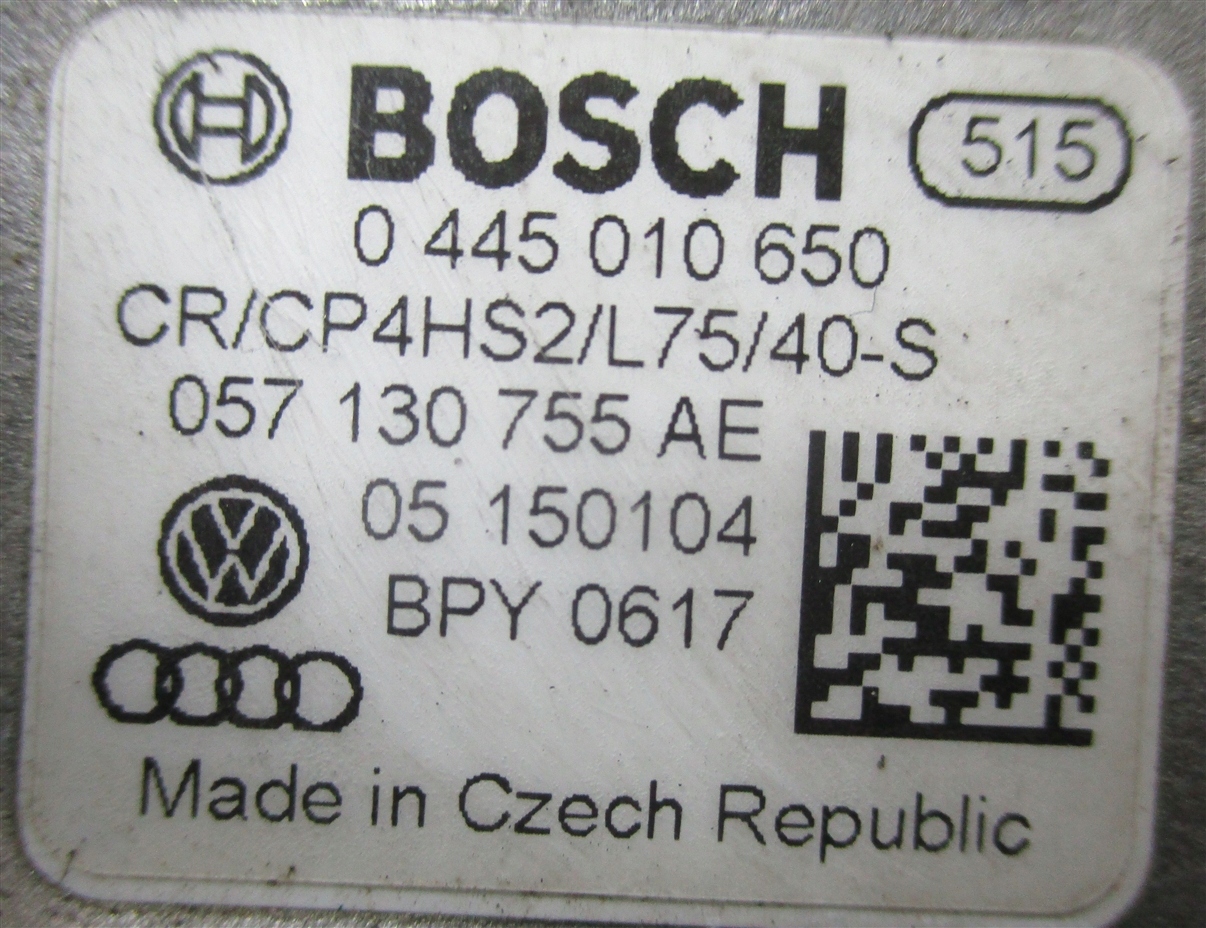 BOSCH 515
0 445 010 650
CR/CP4HS2/L75/40-S
057 130 755 AE
05 150104
BPY 0617
Made in Czech Republic